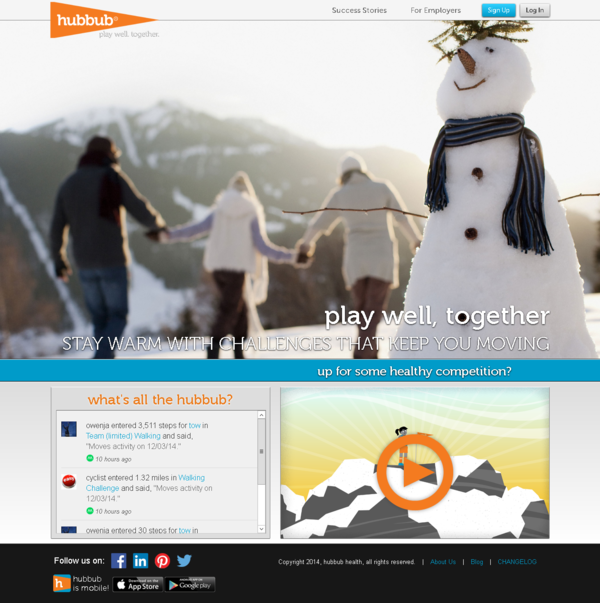 hubbub®
play well. together.
Success Stories
For Employers
Sign Up
Log In
play well, together
STAY WARM WITH CHALLENGES THAT KEEP YOU MOVING
up for some healthy competition?
what's all the hubbub?
owenja entered 3,511 steps for tow in
Team (limited) Walking and said,
"Moves activity on 12/03/14."
10 hours ago
cyclist entered 1.32 miles in Walking
Challenge and said, "Moves activity on
12/03/14."
10 hours ago
owenja entered 30 steps for tow in
Follow us on:
hubbub
is mobile!
Download on the
App Store
Google play
Copyright 2014, hubbub health, all rights reserved. | About Us | Blog | CHANGELOG